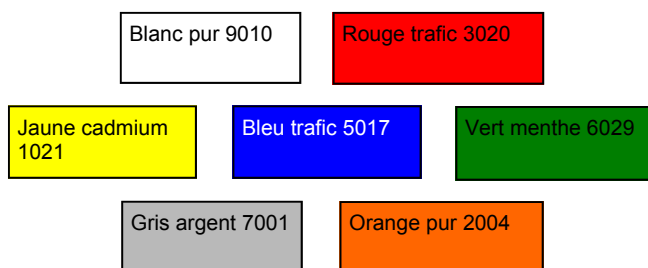 Blanc pur 9010
Rouge trafic 3020
Jaune cadmium
1021
Bleu trafic 5017
Vert menthe 6029
Gris argent 7001
Orange pur 2004